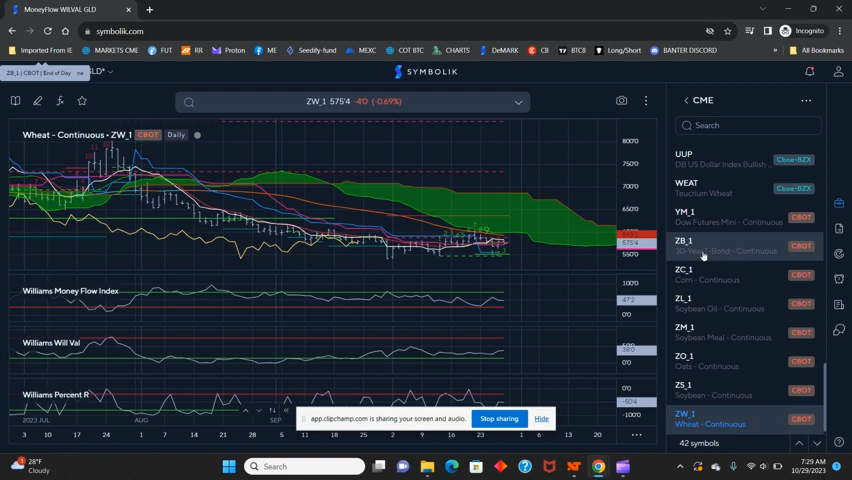 MoneyFlow WILVAL GLD
symbolik.com
Incognito
Imported From IE
MARKETS CME
FUT
RR
Proton
ME
Seedify-fund
MEXC
COT BTC
CHARTS
DeMARK
CB
BTC8
Long/Short
BANTER DISCORD
»
All Bookmarks
ZB_1 | CBOT | End of Day
GLD*
SYMBOLIK
ZW_1 575'4 -4'0 (-0.69%)
CME
Search
Wheat - Continuous • ZW_1 CBOT Daily
800'0
750'0
700'0
650'0
600'0
575'4
550'0
Williams Money Flow Index
100'0
47'2
0'0
Williams Will Val
38'0
0'0
Williams Percent R
0'0
-50'4
-100'0
2023 JUL
AUG
SEP
3 10 17 24 1 7 14 21 28 5 11 18 25 2 9 16 23 1 6 13 20
app.clipchamp.com is sharing your screen and audio.
Stop sharing
Hide
UUP
DB US Dollar Index Bullish ..
Cboe-BZX
WEAT
Teucrium Wheat
Cboe-BZX
YM_1
Dow Futures Mini - Continuous
CBOT
ZB_1
30-Year T-Bond - Continuous
CBOT
ZC_1
Corn - Continuous
CBOT
ZL_1
Soybean Oil - Continuous
CBOT
ZM_1
Soybean Meal - Continuous
CBOT
ZO_1
Oats - Continuous
CBOT
ZS_1
Soybean - Continuous
CBOT
ZW_1
Wheat - Continuous
CBOT
42 symbols
28°F
Cloudy
Search
7:29 AM
10/29/2023